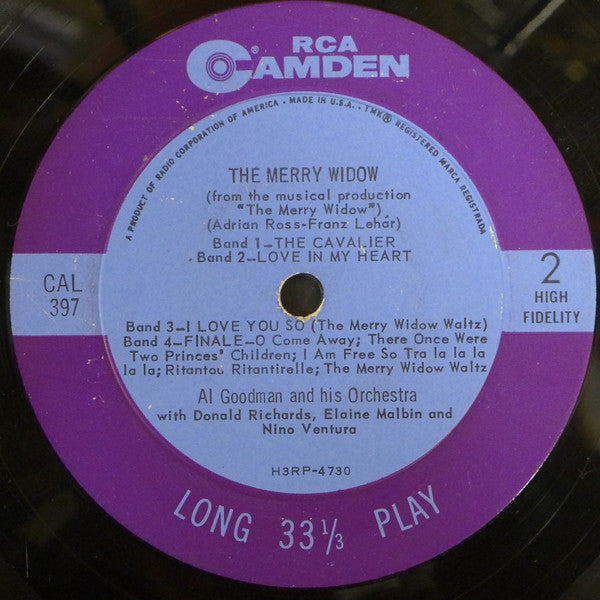 RCA
CAMDEN
®
A PRODUCT OF RADIO CORPORATION OF AMERICA • MADE IN U.S.A. • TMK® REGISTERED MARCA REGISTRADA
THE MERRY WIDOW
(from the musical production
"The Merry Widow")
(Adrian Ross-Franz Lehár)
Band 1—THE CAVALIER
Band 2—LOVE IN MY HEART
CAL
397
2
HIGH
FIDELITY
Band 3—I LOVE YOU SO (The Merry Widow Waltz)
Band 4—FINALE—O Come Away; There Once Were
Two Princes' Children; I Am Free So Tra la la la
la la; Ritantou Ritantirelle; The Merry Widow Waltz
Al Goodman and his Orchestra
with Donald Richards, Elaine Malbin and
Nino Ventura
H3RP-4730
LONG 33⅓ PLAY